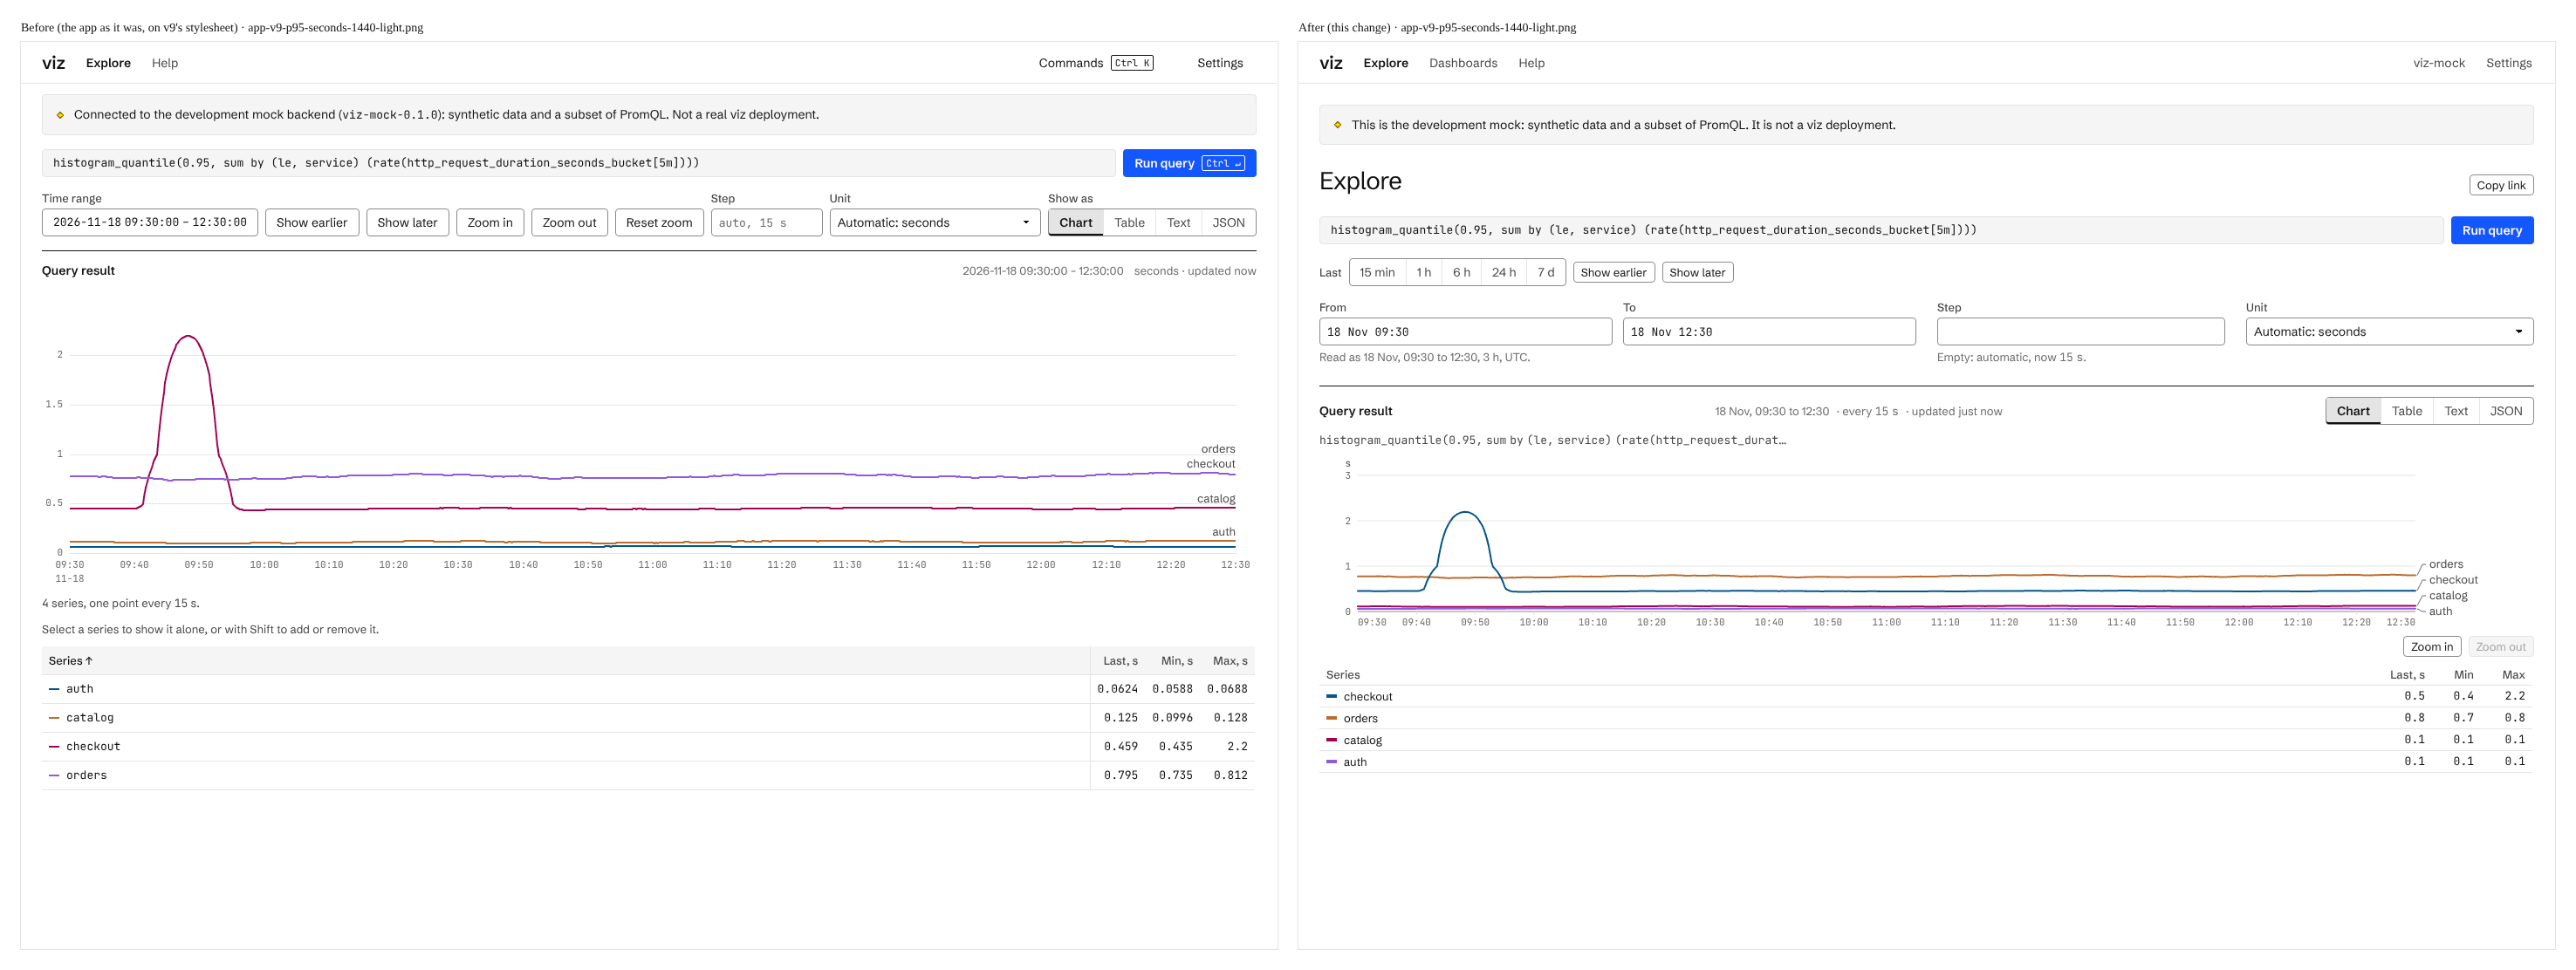 Before (the app as it was, on v9's stylesheet) · app-v9-p95-seconds-1440-light.png
viz Explore Help Commands Ctrl K Settings
Connected to the development mock backend (viz-mock-0.1.0): synthetic data and a subset of PromQL. Not a real viz deployment.
histogram_quantile(0.95, sum by (le, service) (rate(http_request_duration_seconds_bucket[5m]))) Run query Ctrl ↵
Time range Step Unit Show as
2026-11-18 09:30:00 – 12:30:00 Show earlier Show later Zoom in Zoom out Reset zoom auto, 15 s Automatic: seconds Chart Table Text JSON
Query result 2026-11-18 09:30:00 – 12:30:00 seconds · updated now
2
1.5
1
0.5
0
orders
checkout
catalog
auth
09:30 09:40 09:50 10:00 10:10 10:20 10:30 10:40 10:50 11:00 11:10 11:20 11:30 11:40 11:50 12:00 12:10 12:20 12:30
11-18
4 series, one point every 15 s.
Select a series to show it alone, or with Shift to add or remove it.
Series ↑ Last, s Min, s Max, s
auth 0.0624 0.0588 0.0688
catalog 0.125 0.0996 0.128
checkout 0.459 0.435 2.2
orders 0.795 0.735 0.812
After (this change) · app-v9-p95-seconds-1440-light.png
viz Explore Dashboards Help viz-mock Settings
This is the development mock: synthetic data and a subset of PromQL. It is not a viz deployment.
Explore Copy link
histogram_quantile(0.95, sum by (le, service) (rate(http_request_duration_seconds_bucket[5m]))) Run query
Last 15 min 1 h 6 h 24 h 7 d Show earlier Show later
From To Step Unit
18 Nov 09:30 18 Nov 12:30 Automatic: seconds
Read as 18 Nov, 09:30 to 12:30, 3 h, UTC. Empty: automatic, now 15 s.
Query result 18 Nov, 09:30 to 12:30 · every 15 s · updated just now Chart Table Text JSON
histogram_quantile(0.95, sum by (le, service) (rate(http_request_durat…
s
3
2
1
0
orders
checkout
catalog
auth
09:30 09:40 09:50 10:00 10:10 10:20 10:30 10:40 10:50 11:00 11:10 11:20 11:30 11:40 11:50 12:00 12:10 12:20 12:30
Zoom in Zoom out
Series Last, s Min Max
checkout 0.5 0.4 2.2
orders 0.8 0.7 0.8
catalog 0.1 0.1 0.1
auth 0.1 0.1 0.1